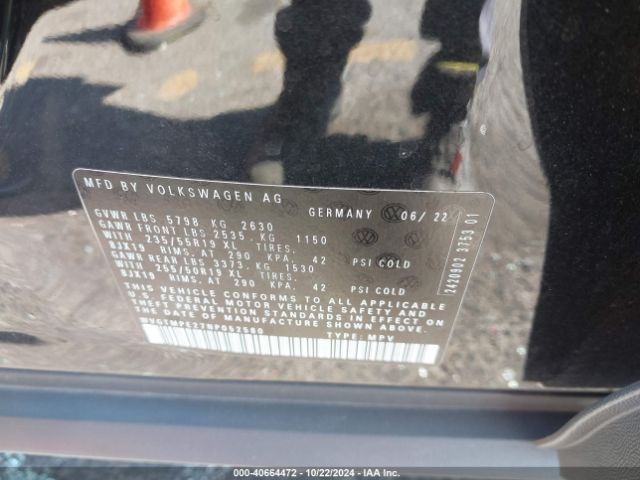 MFD BY VOLKSWAGEN AG
GERMANY 06/ 22
GVWR LBS. 5798 KG 2630
GAWR FRONT LBS 2535 KG 1150
WITH 235/55R19 XL TIRES.
8JX19 RIMS, AT 290 KPA, 42 PSI COLD
GAWR REAR LBS. 3373, KG 1530
WITH 255/50R19 XL TIRES.
8JX19 RIMS, AT 290 KPA, 42 PSI COLD
THIS VEHICLE CONFORMS TO ALL APPLICABLE
U.S. FEDERAL MOTOR VEHICLE SAFETY AND
THEFT PREVENTION STANDARDS IN EFFECT ON THE
DATE OF MANUFACTURE SHOWN ABOVE.
TYPE: MPV
2420902 3753 01
000-40664472 - 10/22/2024 - IAA Inc.